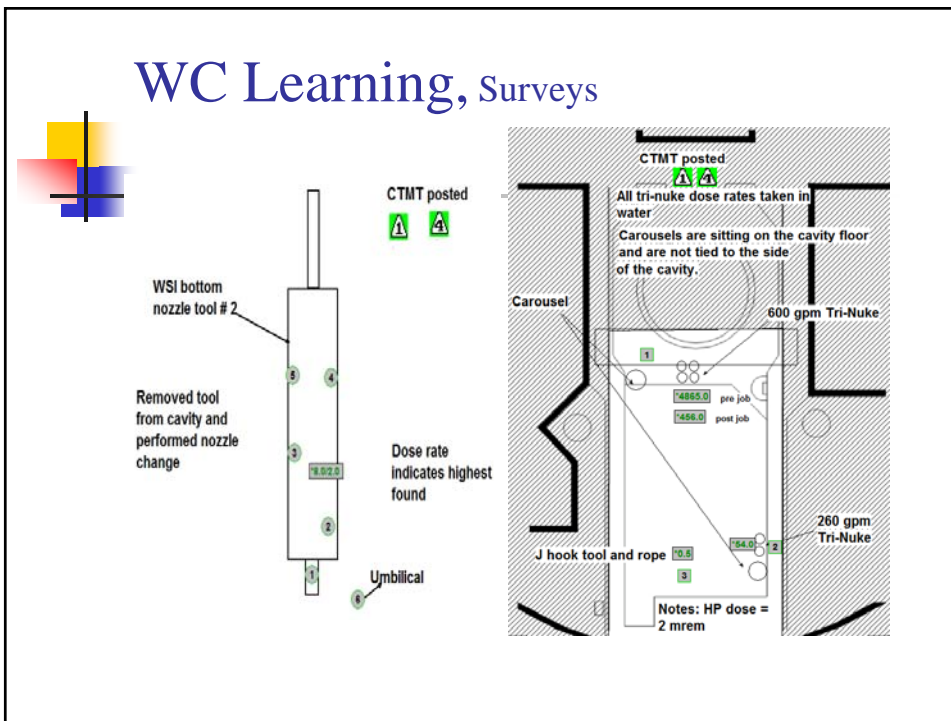 WC Learning, Surveys
CTMT posted
1 4
WSI bottom
nozzle tool # 2
5 4
Removed tool
from cavity and
performed nozzle
change
3
*8.0/2.0
Dose rate
indicates highest
found
2
1
Umbilical
6
CTMT posted
1 4
All tri-nuke dose rates taken in
water
Carousels are sitting on the cavity floor
and are not tied to the side
of the cavity.
Carousel
600 gpm Tri-Nuke
1
*4865.0 pre job
*456.0 post job
260 gpm
Tri-Nuke
*54.0 2
J hook tool and rope *0.5
3
Notes: HP dose =
2 mrem